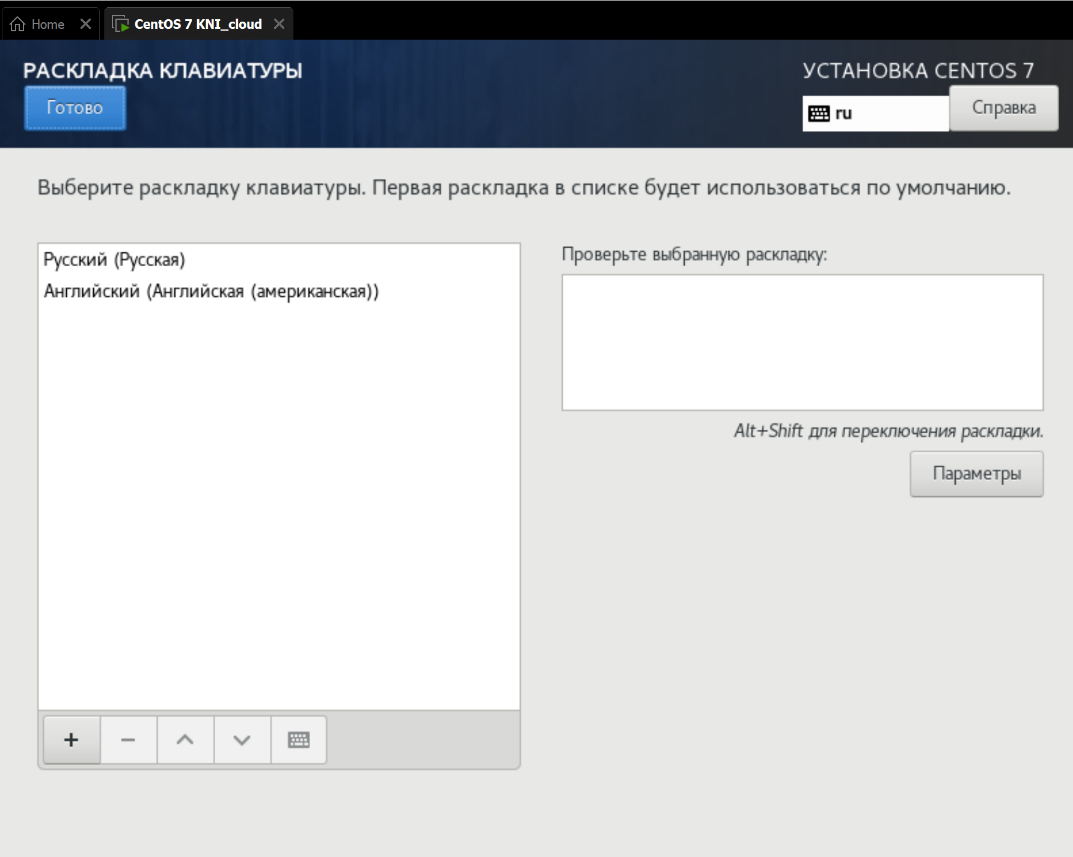 Home
CentOS 7 KNI_cloud
РАСКЛАДКА КЛАВИАТУРЫ
УСТАНОВКА CENTOS 7
Готово
ru
Справка
Выберите раскладку клавиатуры. Первая раскладка в списке будет использоваться по умолчанию.
Русский (Русская)
Английский (Английская (американская))
Проверьте выбранную раскладку:
Alt+Shift для переключения раскладки.
Параметры